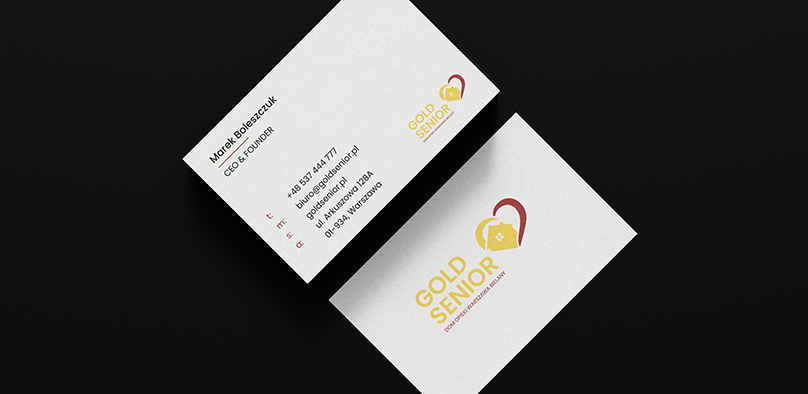 Marek Boleszczuk
CEO & FOUNDER
t: +48 537 444 777
m: biuro@goldsenior.pl
s: goldsenior.pl
a: ul. Arkuszowa 128A
01-934, Warszawa
GOLD
SENIOR
GOLD
SENIOR
DOM OPIEKI WARSZAWA BIELANY